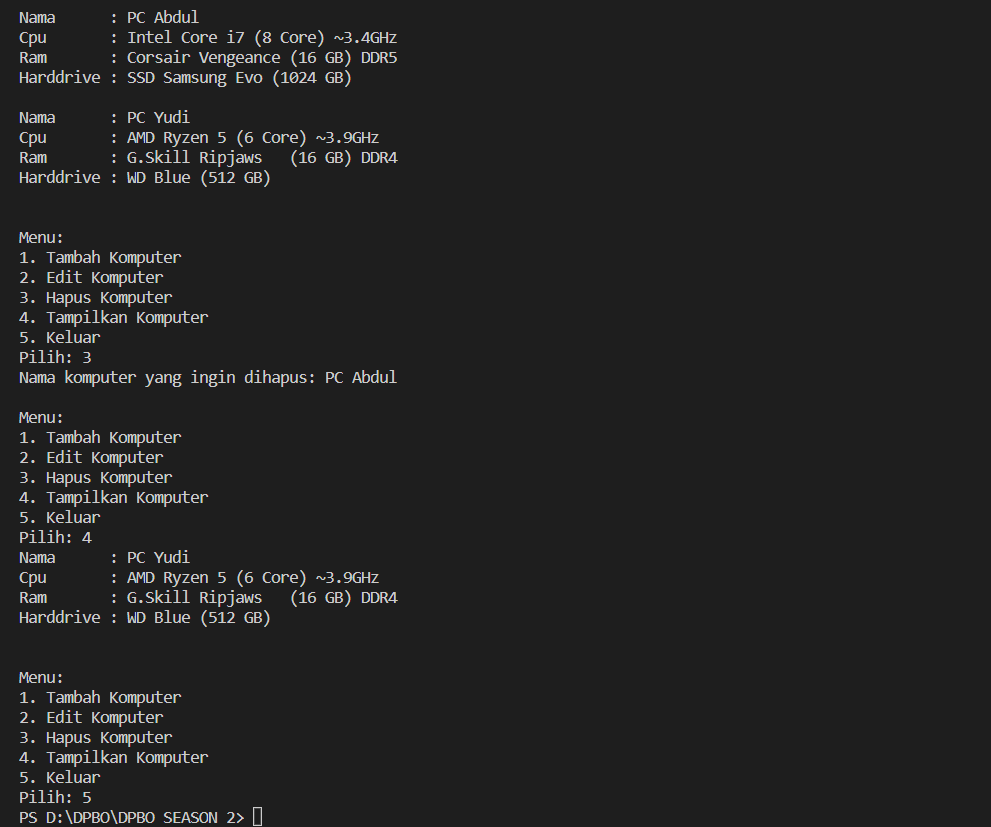 Nama      : PC Abdul
Cpu       : Intel Core i7 (8 Core) ~3.4GHz
Ram       : Corsair Vengeance (16 GB) DDR5
Harddrive : SSD Samsung Evo (1024 GB)

Nama      : PC Yudi
Cpu       : AMD Ryzen 5 (6 Core) ~3.9GHz
Ram       : G.Skill Ripjaws   (16 GB) DDR4
Harddrive : WD Blue (512 GB)


Menu:
1. Tambah Komputer
2. Edit Komputer
3. Hapus Komputer
4. Tampilkan Komputer
5. Keluar
Pilih: 3
Nama komputer yang ingin dihapus: PC Abdul

Menu:
1. Tambah Komputer
2. Edit Komputer
3. Hapus Komputer
4. Tampilkan Komputer
5. Keluar
Pilih: 4
Nama      : PC Yudi
Cpu       : AMD Ryzen 5 (6 Core) ~3.9GHz
Ram       : G.Skill Ripjaws   (16 GB) DDR4
Harddrive : WD Blue (512 GB)


Menu:
1. Tambah Komputer
2. Edit Komputer
3. Hapus Komputer
4. Tampilkan Komputer
5. Keluar
Pilih: 5
PS D:\DPBO\DPBO SEASON 2>